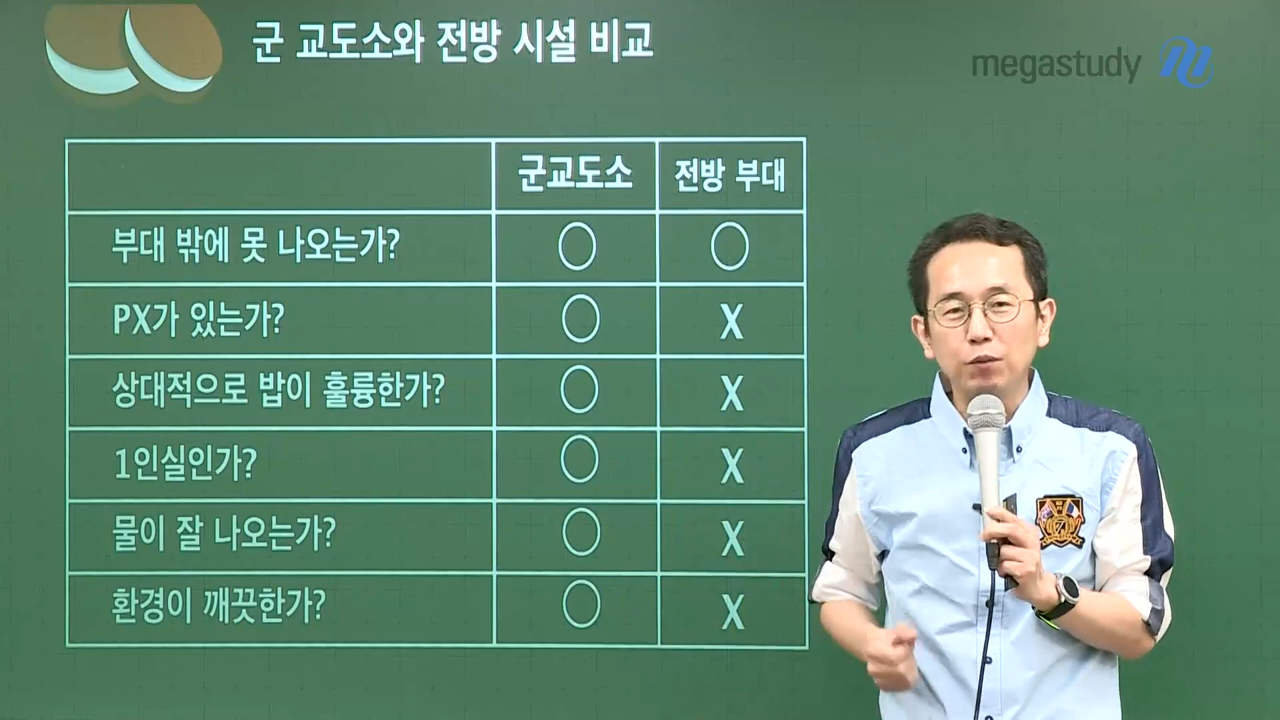 군 교도소와 전방 시설 비교
megastudy
군교도소 전방 부대
부대 밖에 못 나오는가? ○ ○
PX가 있는가? ○ X
상대적으로 밥이 훌륭한가? ○ X
1인실인가? ○ X
물이 잘 나오는가? ○ X
환경이 깨끗한가? ○ X